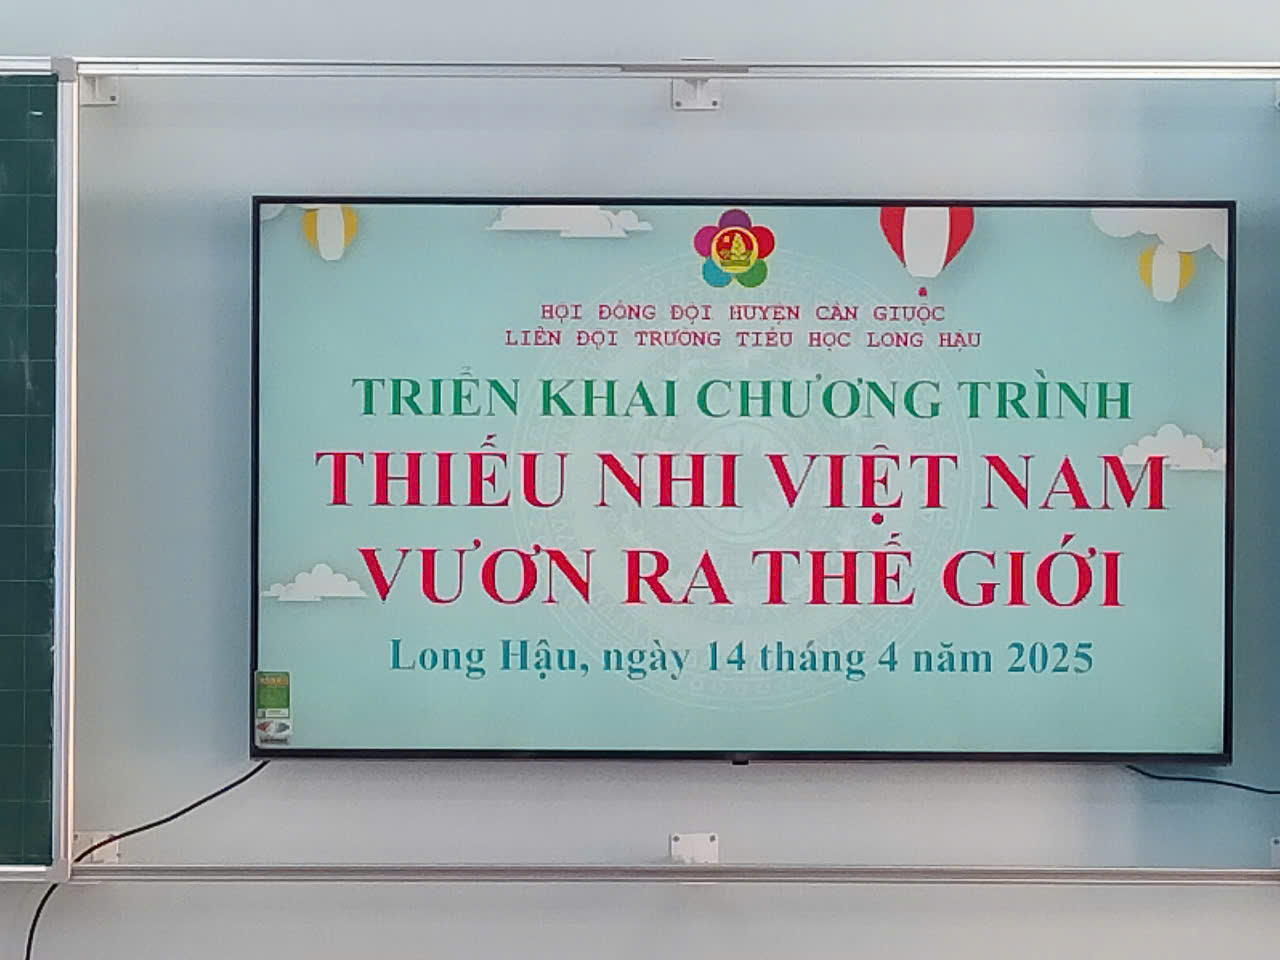 HỘI ĐỒNG ĐỘI HUYỆN CẦN GIUỘC
LIÊN ĐỘI TRƯỜNG TIỂU HỌC LONG HẬU
TRIỂN KHAI CHƯƠNG TRÌNH
THIẾU NHI VIỆT NAM
VƯƠN RA THẾ GIỚI
Long Hậu, ngày 14 tháng 4 năm 2025